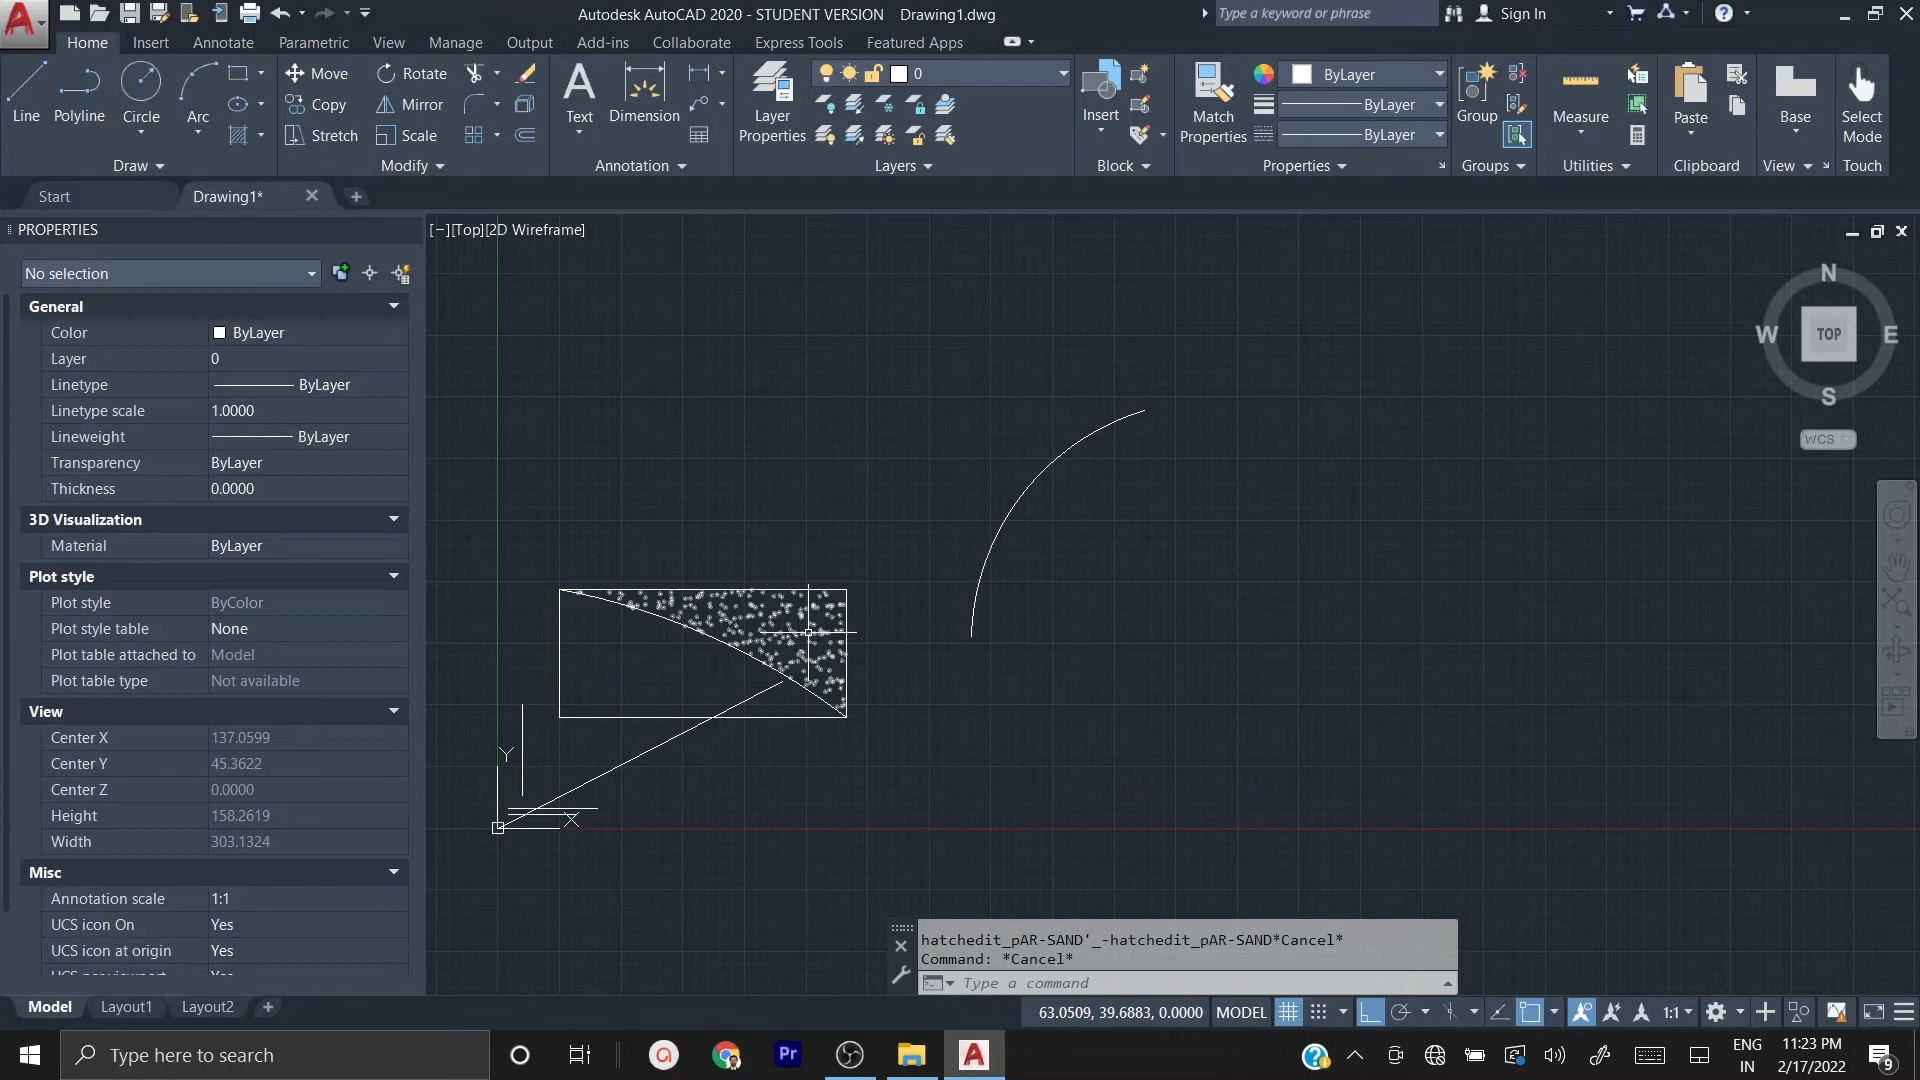 Autodesk AutoCAD 2020 - STUDENT VERSION Drawing1.dwg
Type a keyword or phrase
Sign In
Home Insert Annotate Parametric View Manage Output Add-ins Collaborate Express Tools Featured Apps
Line Polyline Circle Arc
Draw
Move Rotate
Copy Mirror
Stretch Scale
Modify
Text Dimension
Annotation
Layer Properties
0
Layers
Insert
Block
Match Properties
ByLayer
ByLayer
ByLayer
Properties
Group
Groups
Measure
Utilities
Paste
Clipboard
Base
View
Select Mode
Touch
Start Drawing1*
PROPERTIES
[−][Top][2D Wireframe]
No selection
General
Color ByLayer
Layer 0
Linetype ByLayer
Linetype scale 1.0000
Lineweight ByLayer
Transparency ByLayer
Thickness 0.0000
3D Visualization
Material ByLayer
Plot style
Plot style ByColor
Plot style table None
Plot table attached to Model
Plot table type Not available
View
Center X 137.0599
Center Y 45.3622
Center Z 0.0000
Height 158.2619
Width 303.1324
Misc
Annotation scale 1:1
UCS icon On Yes
UCS icon at origin Yes
N
W TOP E
S
WCS
Y
X
hatchedit_pAR-SAND'_-hatchedit_pAR-SAND*Cancel*
Command: *Cancel*
Type a command
Model Layout1 Layout2
63.0509, 39.6883, 0.0000 MODEL 1:1
Type here to search
Pr
ENG
IN
11:23 PM
2/17/2022
9